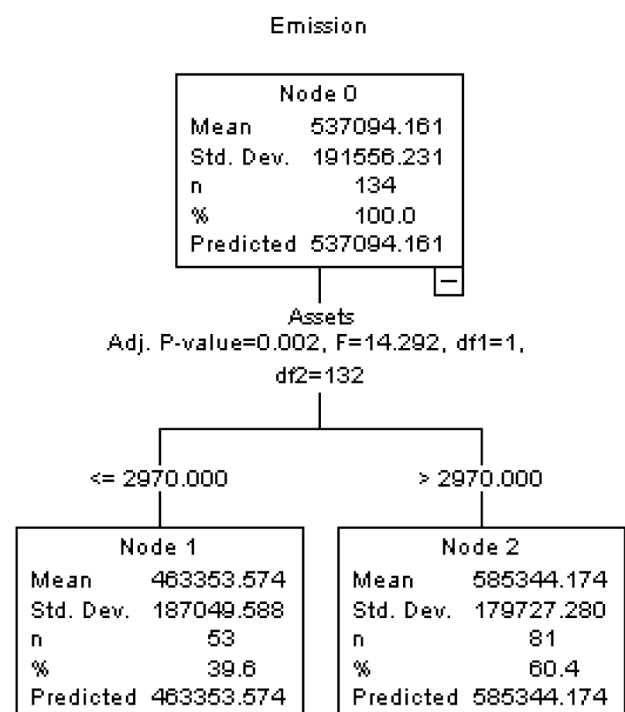 Emission
Node 0
Mean 537094.161
Std. Dev. 191556.231
n 134
% 100.0
Predicted 537094.161
Assets
Adj. P-value=0.002, F=14.292, df1=1,
df2=132
<= 2970.000
> 2970.000
Node 1
Mean 463353.574
Std. Dev. 187049.588
n 53
% 39.6
Predicted 463353.574
Node 2
Mean 585344.174
Std. Dev. 179727.280
n 81
% 60.4
Predicted 585344.174